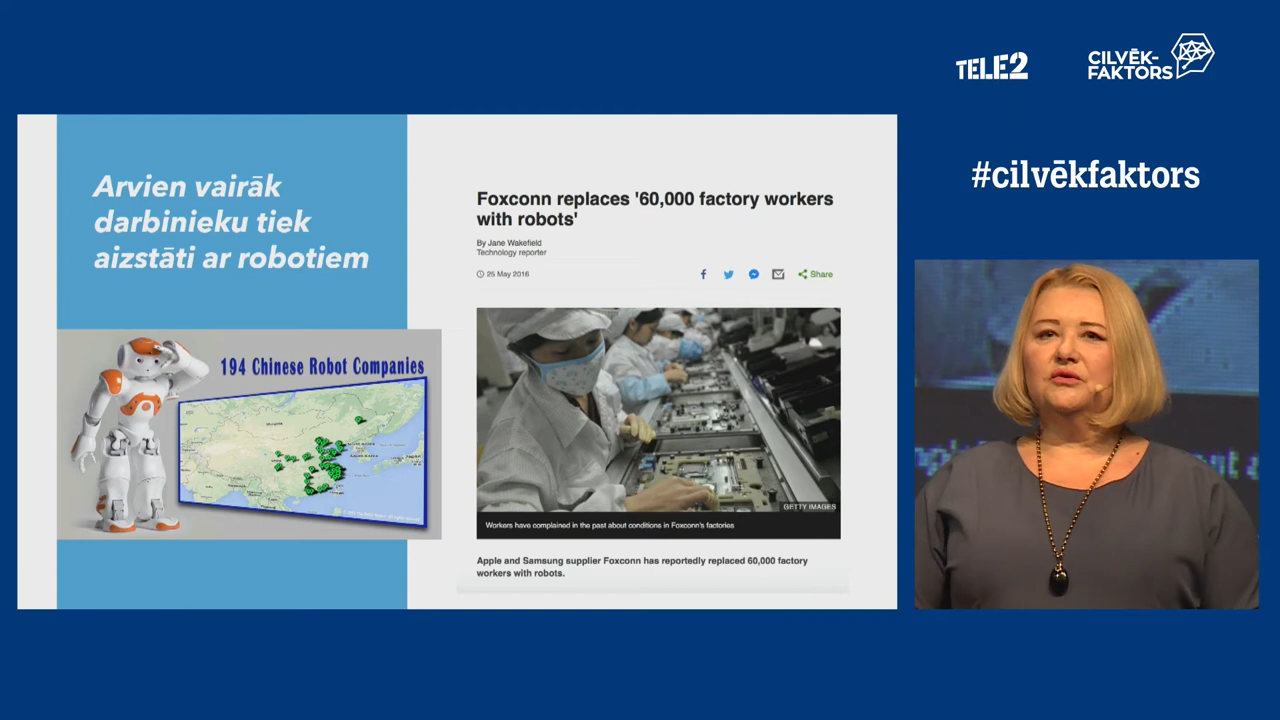 TELE2
CILVĒK-
FAKTORS
#cilvēkfaktors
Arvien vairāk
darbinieku tiek
aizstāti ar robotiem
194 Chinese Robot Companies
Foxconn replaces '60,000 factory workers
with robots'
By Jane Wakefield
Technology reporter
25 May 2016
Share
GETTY IMAGES
Workers have complained in the past about conditions in Foxconn's factories
Apple and Samsung supplier Foxconn has reportedly replaced 60,000 factory
workers with robots.